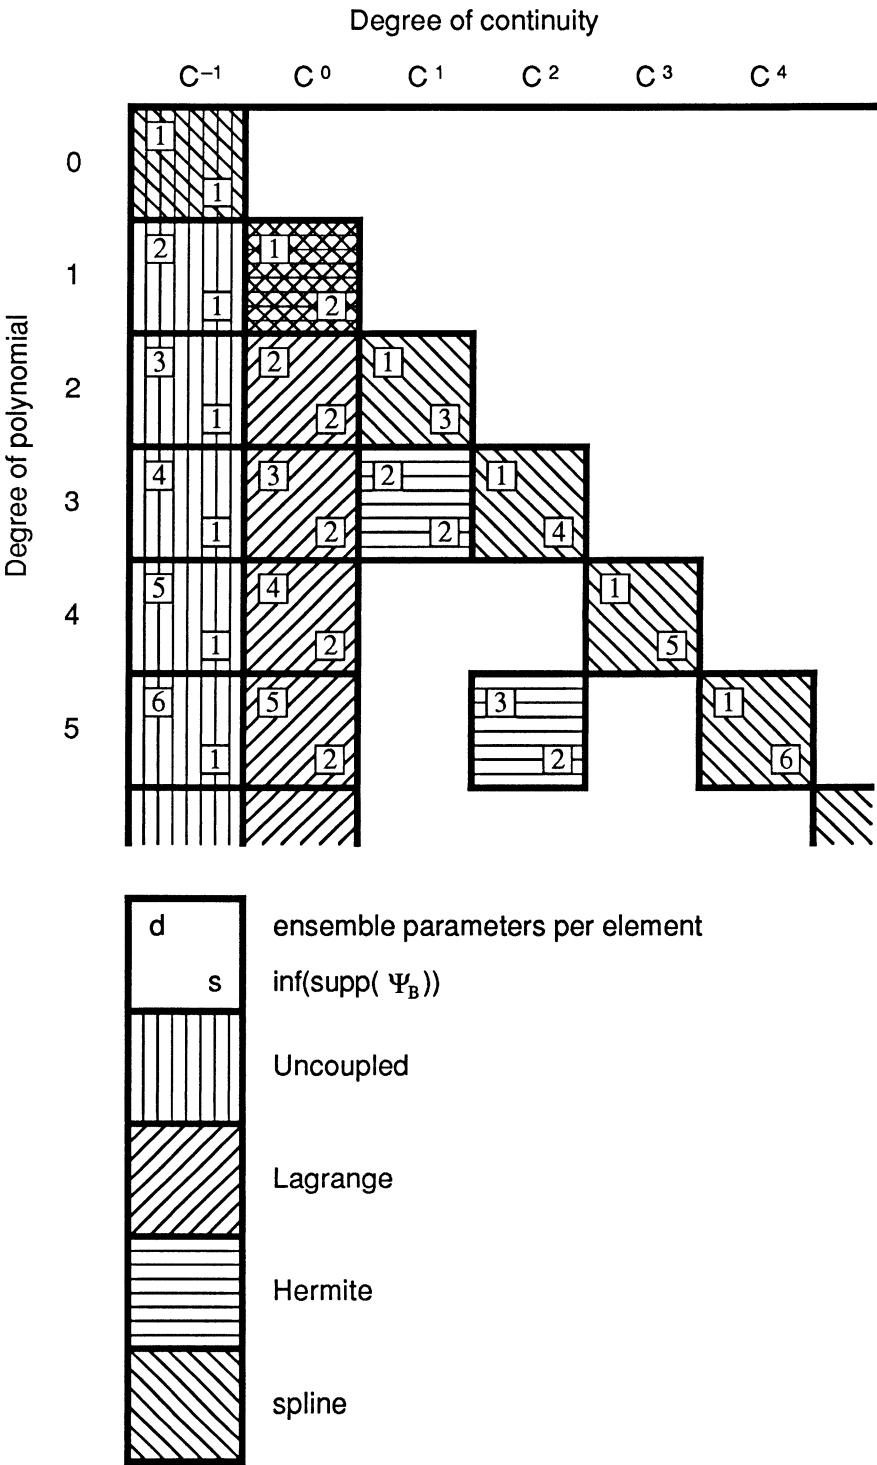 Degree of continuity
C⁻¹ C⁰ C¹ C² C³ C⁴
Degree of polynomial
0
1
1
1
2 1
1 2
2
3 2 1
1 2 3
3
4 3 2 1
1 2 2 4
4
5 4 1
1 2 5
5
6 5 3 1
1 2 2 6
d ensemble parameters per element
s inf(supp( Ψ_B))
Uncoupled
Lagrange
Hermite
spline